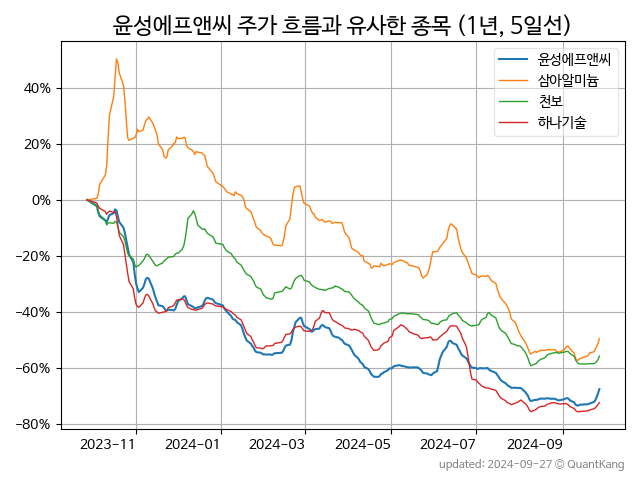 윤성에프앤씨 주가 흐름과 유사한 종목 (1년, 5일선)
윤성에프앤씨
삼아알미늄
천보
하나기술
40%
20%
0%
−20%
−40%
−60%
−80%
2023-11 2024-01 2024-03 2024-05 2024-07 2024-09
updated: 2024-09-27 @ QuantKang